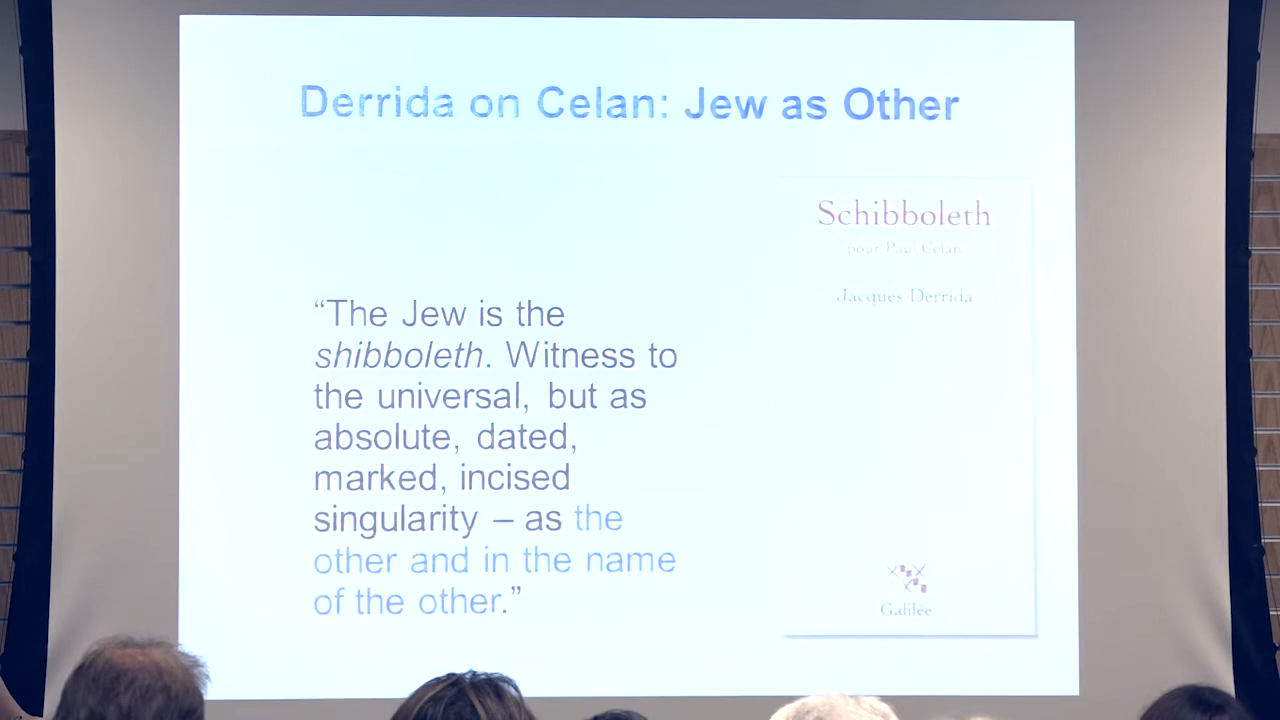 Derrida on Celan: Jew as Other
“The Jew is the
shibboleth. Witness to
the universal, but as
absolute, dated,
marked, incised
singularity – as the
other and in the name
of the other.”
Schibboleth
pour Paul Celan
Jacques Derrida
Galilée